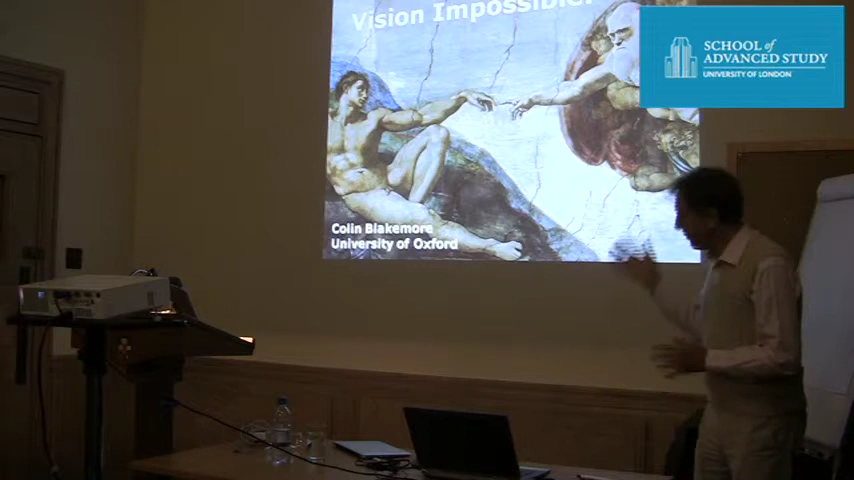 Vision Impossible?
SCHOOL of
ADVANCED STUDY
UNIVERSITY OF LONDON
Colin Blakemore
University of Oxford